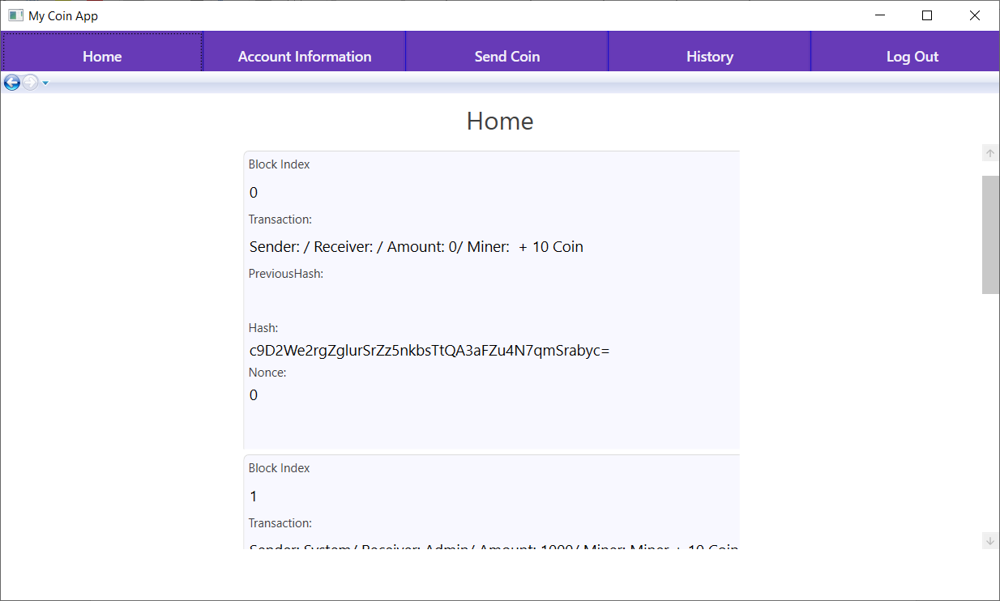 My Coin App
Home Account Information Send Coin History Log Out
Home
Block Index
0
Transaction:
Sender: / Receiver: / Amount: 0/ Miner:  + 10 Coin
PreviousHash:
Hash:
c9D2We2rgZglurSrZz5nkbsTtQA3aFZu4N7qmSrabyc=
Nonce:
0
Block Index
1
Transaction:
Sender: System/ Receiver: Admin/ Amount: 1000/ Miner: Miner + 10 Coin